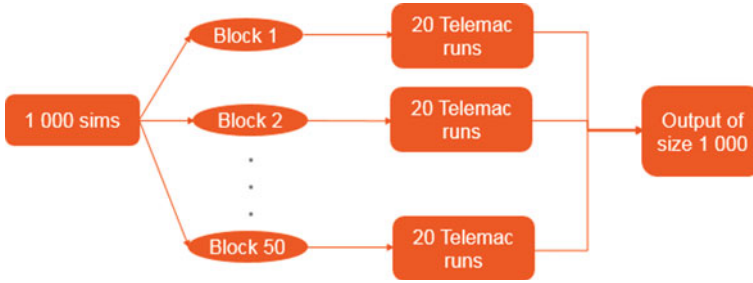 Block 1
20 Telemac
runs
1 000 sims
Block 2
20 Telemac
runs
Output of
size 1 000
Block 50
20 Telemac
runs